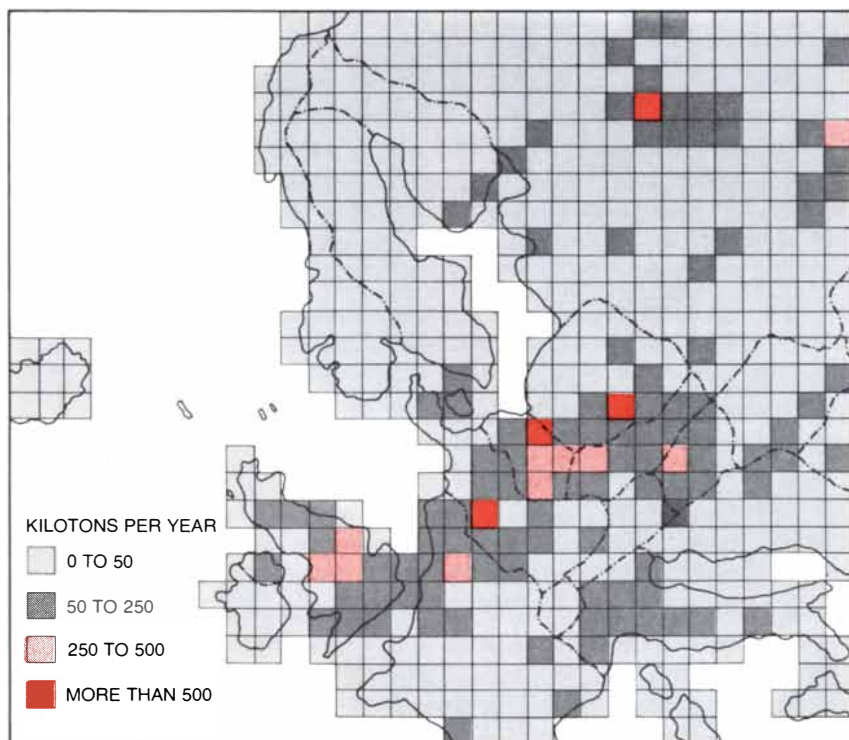 KILOTONS PER YEAR
0 TO 50
50 TO 250
250 TO 500
MORE THAN 500